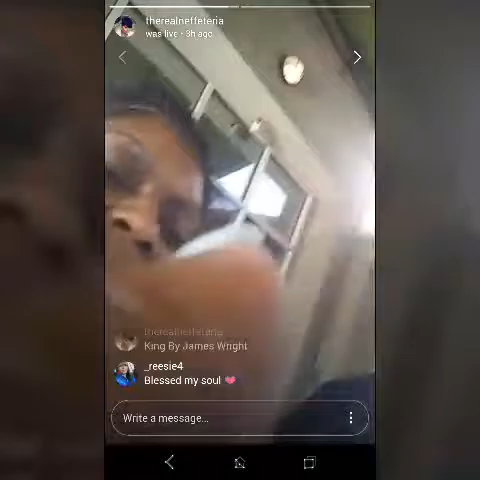 therealneffeteria
was live • 3h ago
therealneffeteria
King By James Wright
_reesie4
Blessed my soul ❤
Write a message...